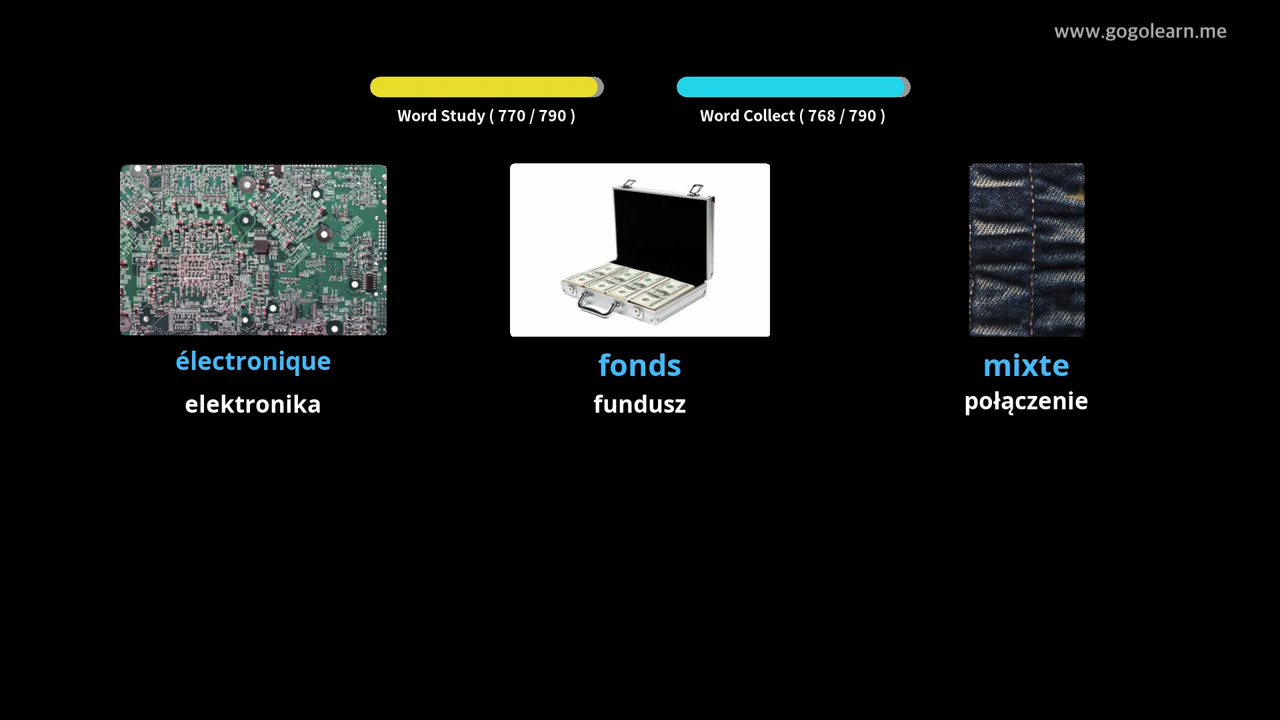 www.gogolearn.me
Word Study ( 770 / 790 )
Word Collect ( 768 / 790 )
électronique
fonds
mixte
elektronika
fundusz
połączenie